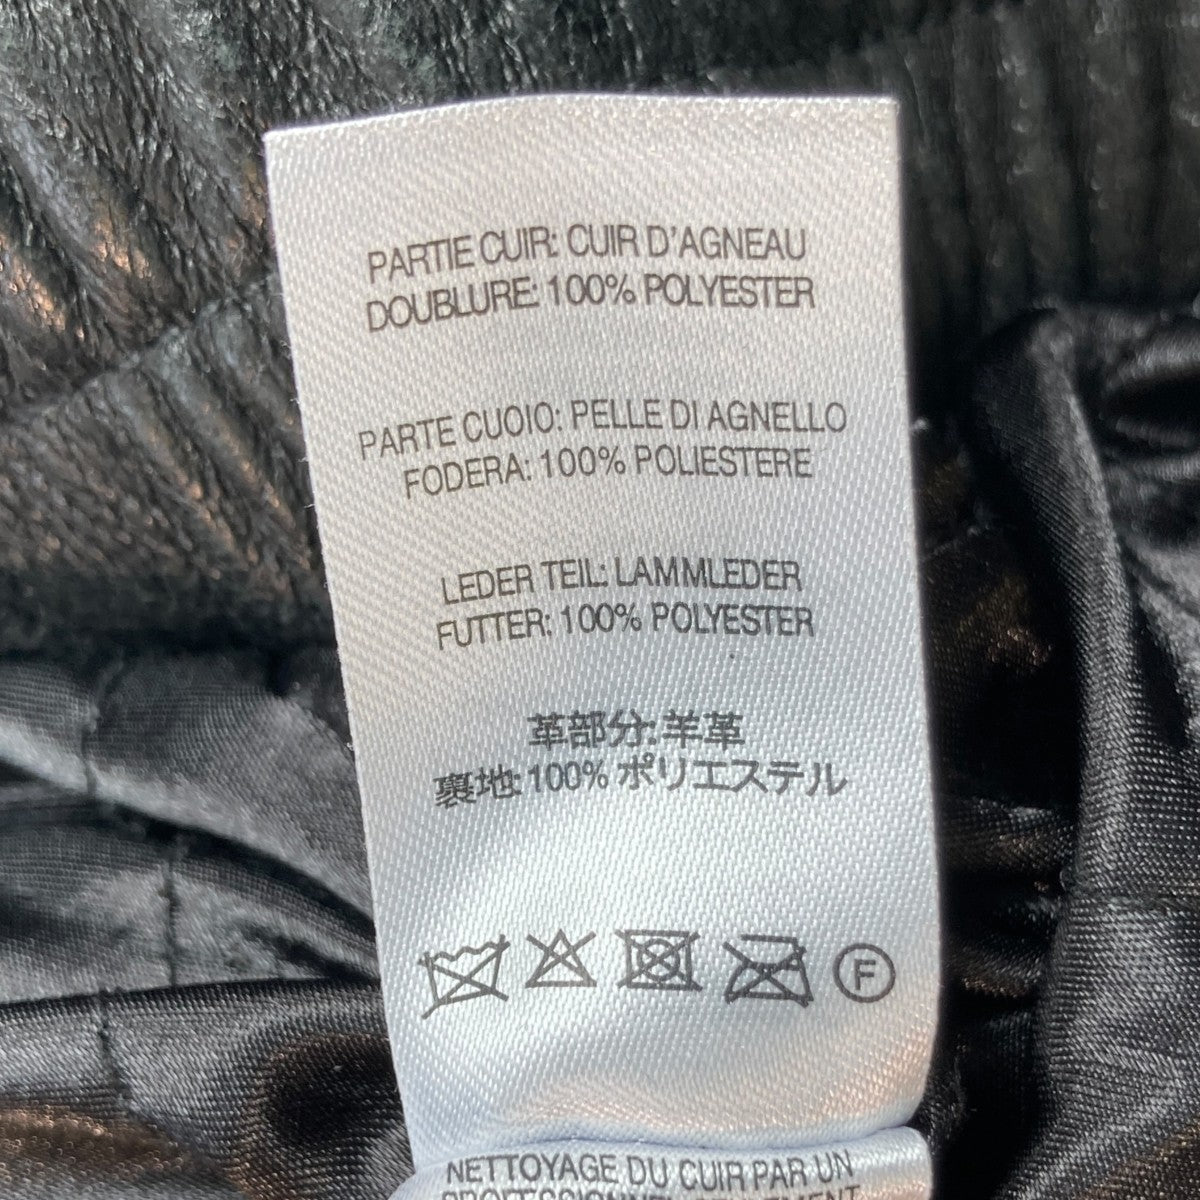 PARTIE CUIR: CUIR D'AGNEAU
DOUBLURE: 100% POLYESTER
PARTE CUOIO: PELLE DI AGNELLO
FODERA: 100% POLIESTERE
LEDER TEIL: LAMMLEDER
FUTTER: 100% POLYESTER
革部分:羊革
裏地:100% ポリエステル
F
NETTOYAGE DU CUIR PAR UN